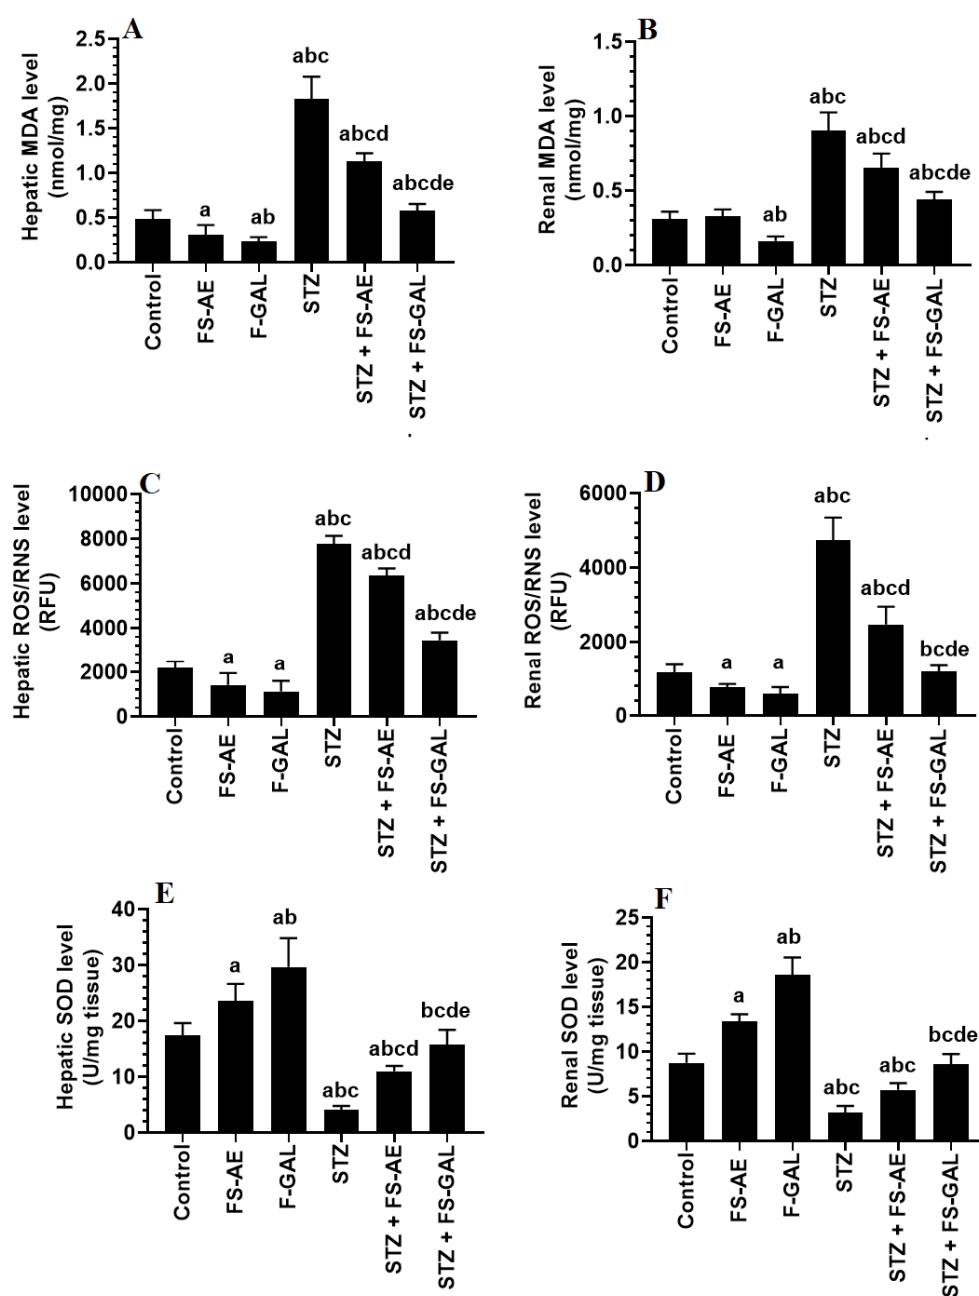 A
Hepatic MDA level
(nmol/mg)
2.5
2.0
1.5
1.0
0.5
0.0
a
ab
abc
abcd
abcde
Control
FS-AE
F-GAL
STZ
STZ + FS-AE
STZ + FS-GAL
B
Renal MDA level
(nmol/mg)
1.5
1.0
0.5
0.0
ab
abc
abcd
abcde
Control
FS-AE
F-GAL
STZ
STZ + FS-AE
STZ + FS-GAL
C
Hepatic ROS/RNS level
(RFU)
10000
8000
6000
4000
2000
0
a
a
abc
abcd
abcde
Control
FS-AE
F-GAL
STZ
STZ + FS-AE
STZ + FS-GAL
D
Renal ROS/RNS level
(RFU)
6000
4000
2000
0
a
a
abc
abcd
bcde
Control
FS-AE
F-GAL
STZ
STZ + FS-AE
STZ + FS-GAL
E
Hepatic SOD level
(U/mg tissue)
40
30
20
10
0
a
ab
abc
abcd
bcde
Control
FS-AE
F-GAL
STZ
STZ + FS-AE
STZ + FS-GAL
F
Renal SOD level
(U/mg tissue)
25
20
15
10
5
0
a
ab
abc
abc
bcde
Control
FS-AE
F-GAL
STZ
STZ + FS-AE
STZ + FS-GAL